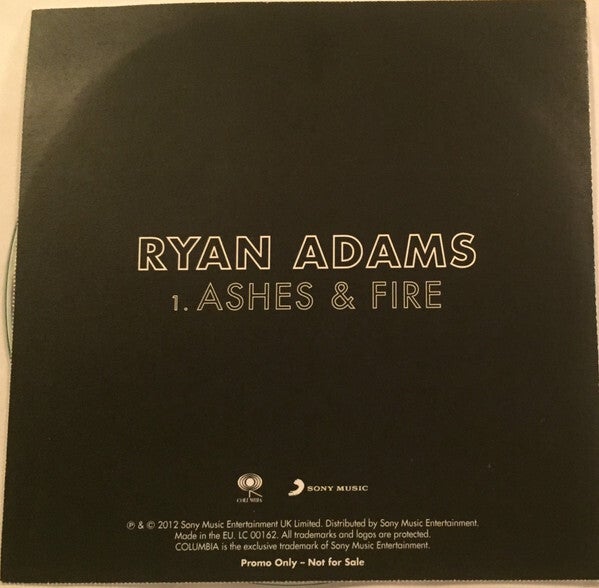 RYAN ADAMS
1. ASHES & FIRE
COLUMBIA
SONY MUSIC
℗ & © 2012 Sony Music Entertainment UK Limited. Distributed by Sony Music Entertainment.
Made in the EU. LC 00162. All trademarks and logos are protected.
COLUMBIA is the exclusive trademark of Sony Music Entertainment.
Promo Only – Not for Sale